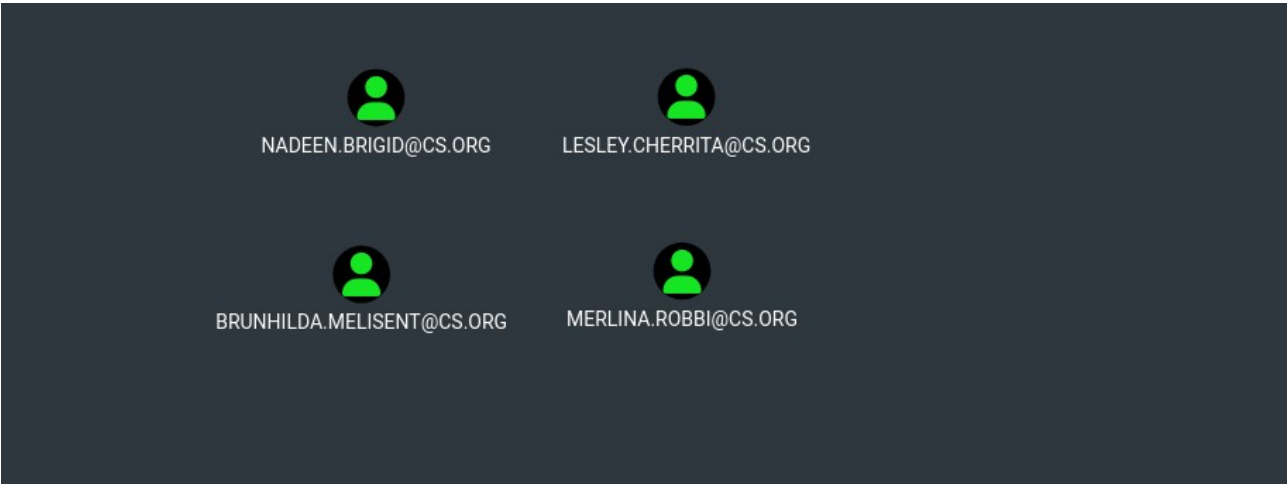 NADEEN.BRIGID@CS.ORG
LESLEY.CHERRITA@CS.ORG
BRUNHILDA.MELISENT@CS.ORG
MERLINA.ROBBI@CS.ORG